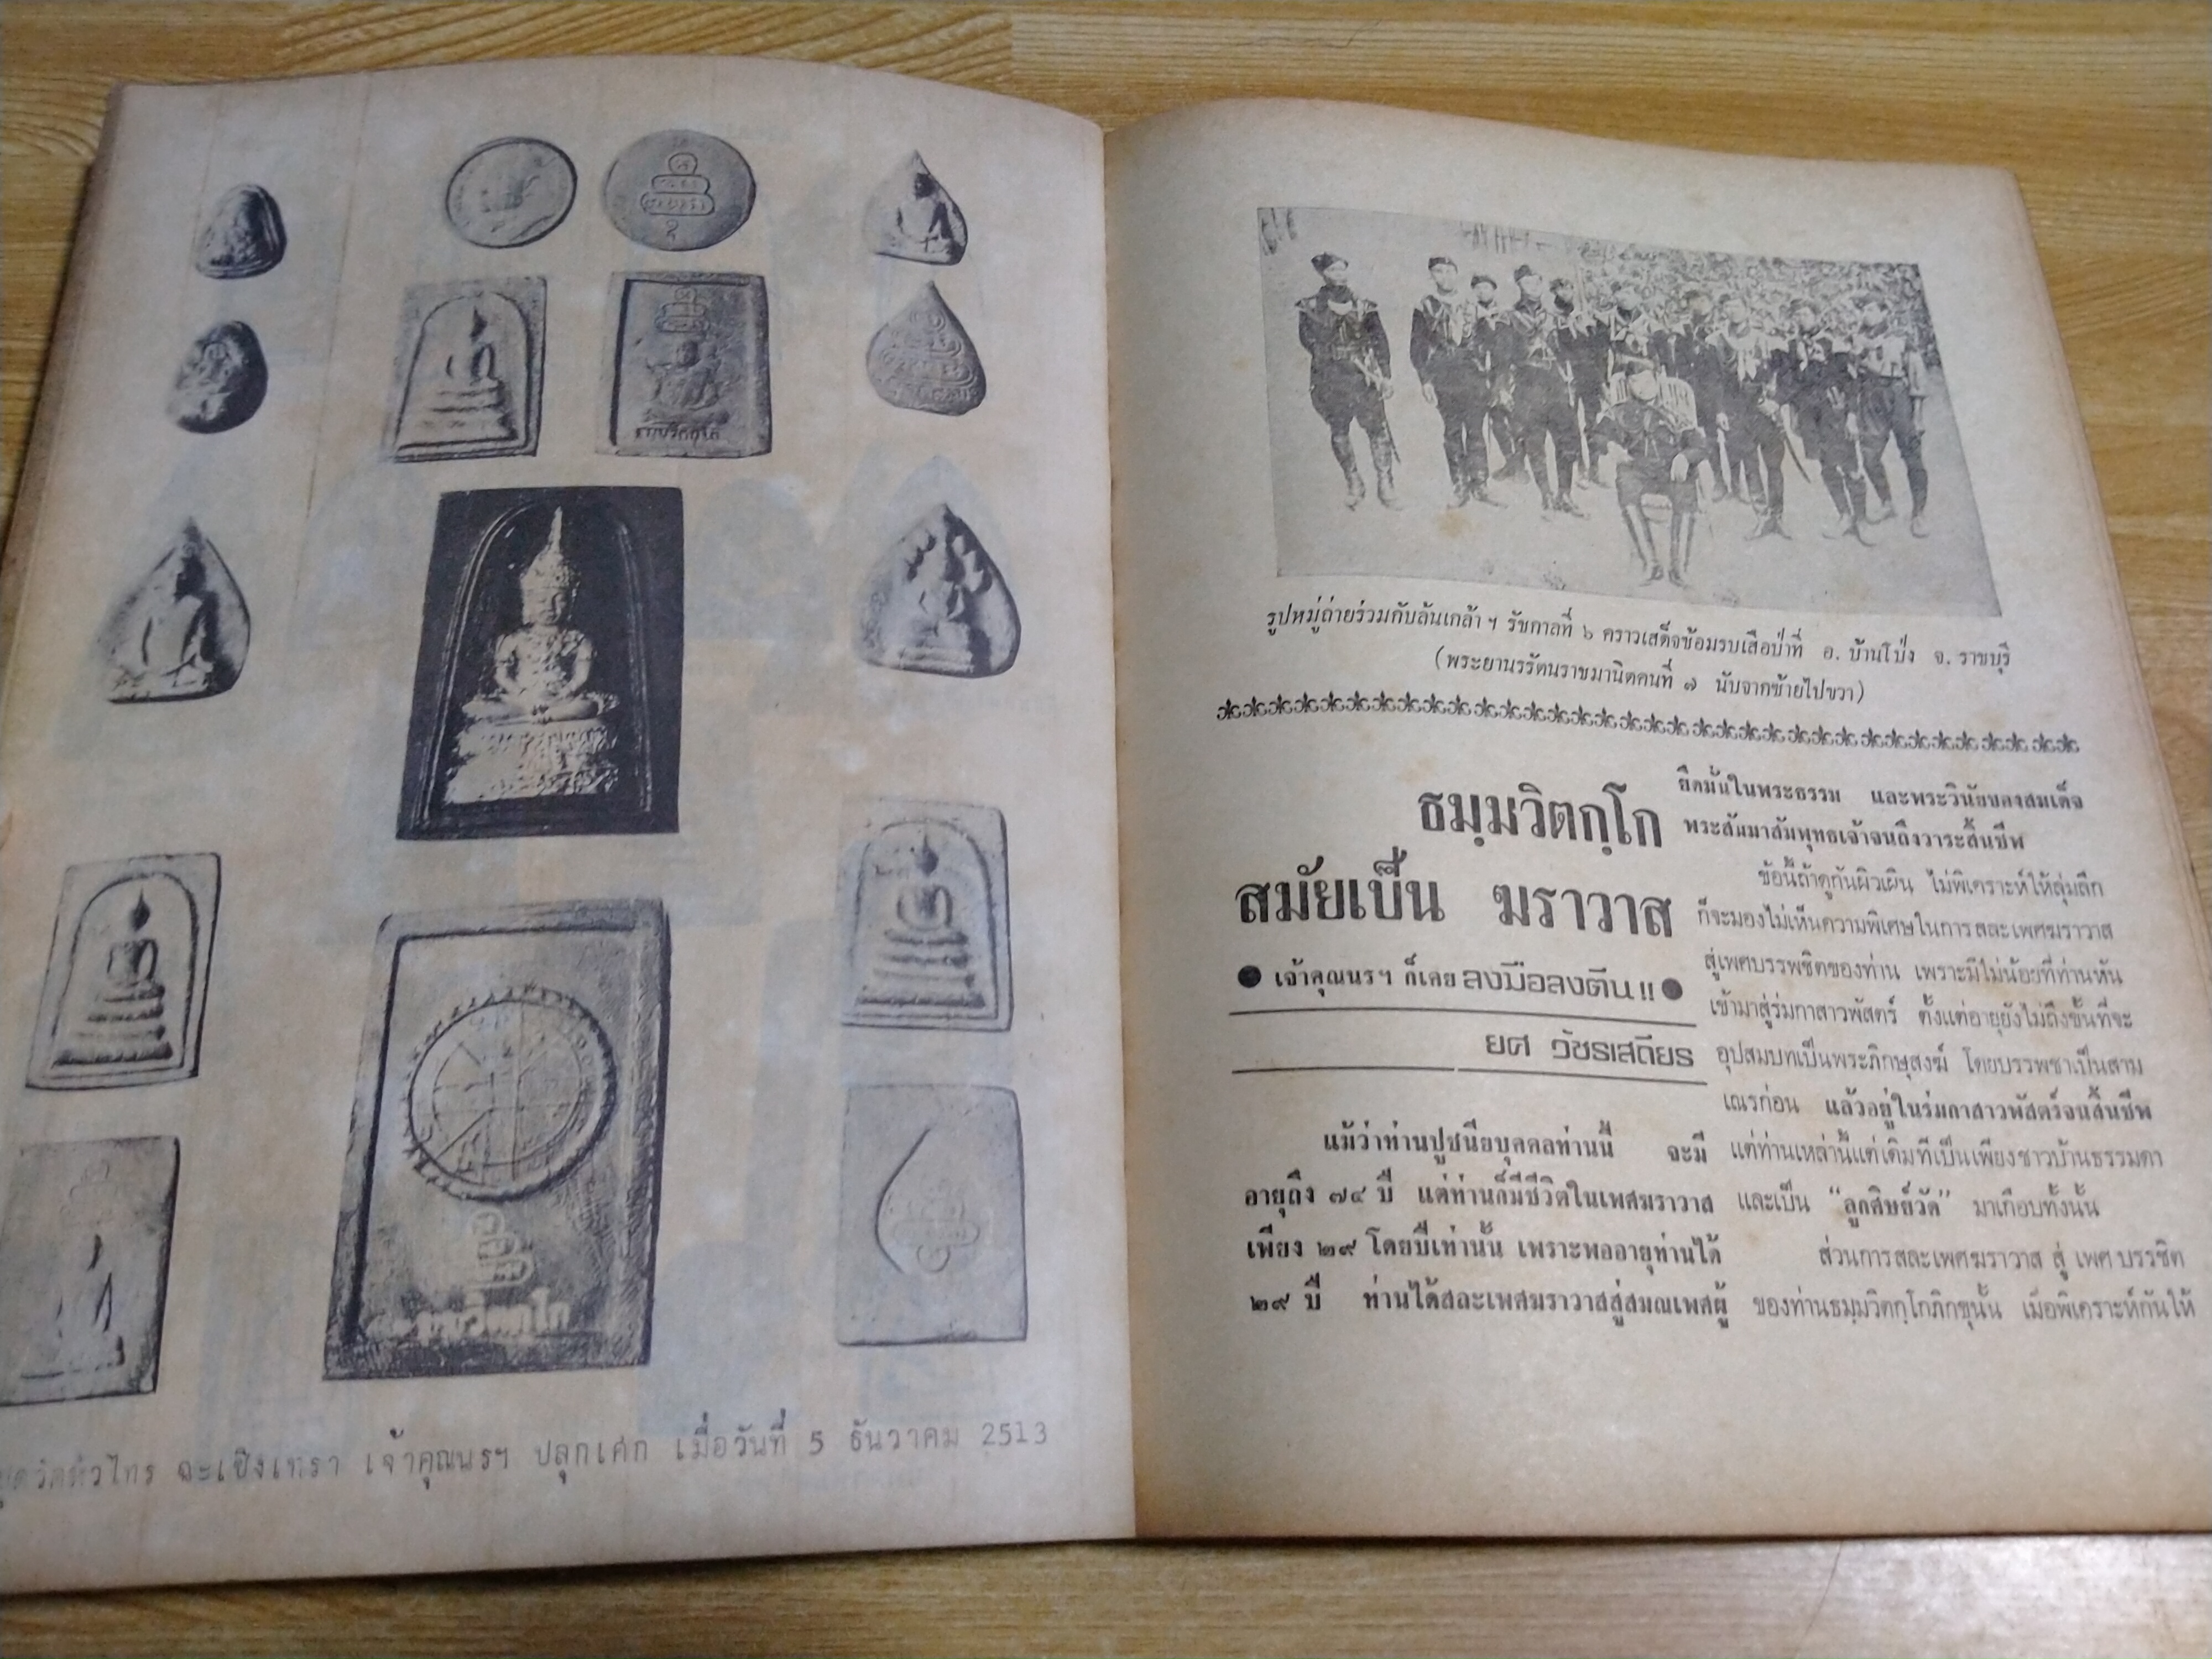 ธมฺมวิตกฺโก
วัดหัวไทร ฉะเชิงเทรา เจ้าคุณนรฯ ปลุกเศก เมื่อวันที่ 5 ธันวาคม 2513
รูปหมู่ถ่ายร่วมกับล้นเกล้า ฯ รัชกาลที่ ๖ คราวเสด็จซ้อมรบเสือป่าที่ อ. บ้านโป่ง จ. ราชบุรี
(พระยานรรัตนราชมานิตคนที่ ๗ นับจากซ้ายไปขวา)
ธมฺมวิตกฺโก
สมัยเป็น ฆราวาส
● เจ้าคุณนรฯ ก็เคยลงมือลงตีน!! ●
ยศ วัชรเสถียร
แม้ว่าท่านปูชนียบุคคลท่านนี้ จะมี
อายุถึง ๗๔ ปี แต่ท่านก็มีชีวิตในเพศฆราวาส
เพียง ๒๙ โดยปีเท่านั้น เพราะพออายุท่านได้
๒๙ ปี ท่านได้สละเพศฆราวาสสู่สมณเพศผู้
ยึดมั่นในพระธรรม และพระวินัยของสมเด็จ
พระสัมมาสัมพุทธเจ้าจนถึงวาระสิ้นชีพ
ข้อนี้ถ้าดูกันผิวเผิน ไม่พิเคราะห์ให้สุ่มลึก
ก็จะมองไม่เห็นความพิเศษในการสละเพศฆราวาส
สู่เพศบรรพชิตของท่าน เพราะมีไม่น้อยที่ท่านหัน
เข้ามาสู่ร่มกาสาวพัสตร์ ตั้งแต่อายุยังไม่ถึงขั้นที่จะ
อุปสมบทเป็นพระภิกษุสงฆ์ โดยบรรพชาเป็นสาม
เณรก่อน แล้วอยู่ในร่มกาสาวพัสตร์จนสิ้นชีพ
แต่ท่านเหล่านี้แต่เดิมทีเป็นเพียงชาวบ้านธรรมดา
และเป็น “ลูกศิษย์วัด” มาเกือบทั้งนั้น
ส่วนการสละเพศฆราวาส สู่ เพศ บรรชิต
ของท่านธมฺมวิตกฺโกภิกขุนั้น เมื่อพิเคราะห์กันให้